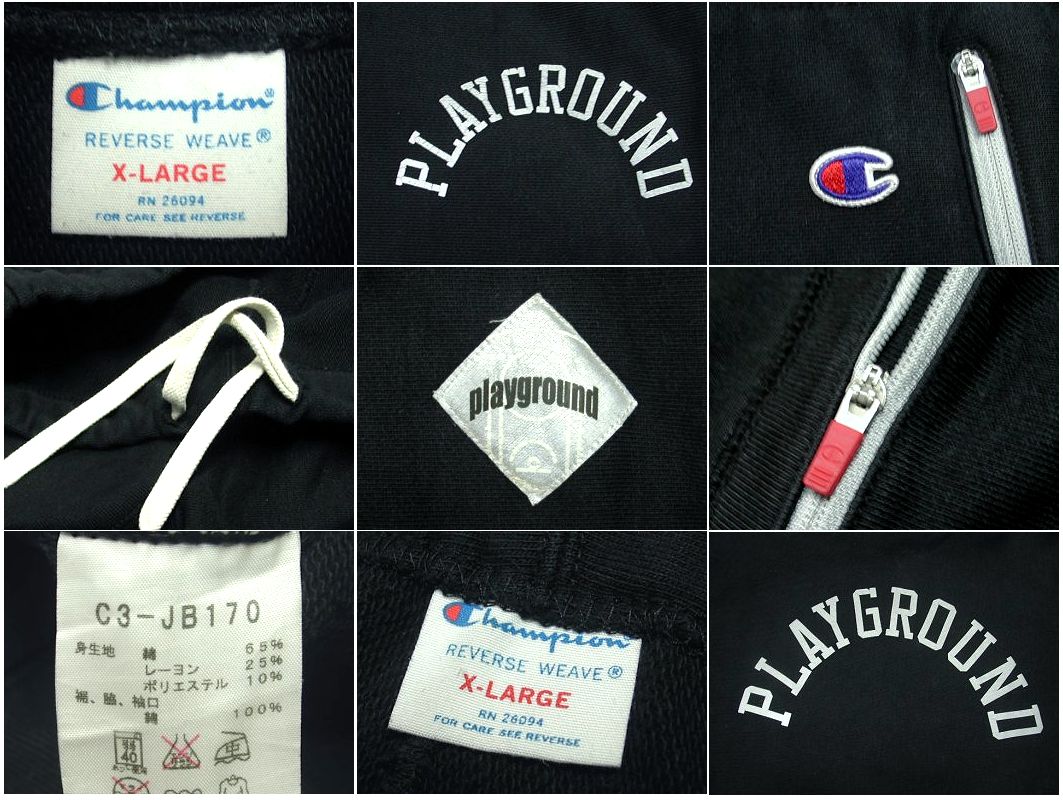 Champion®
REVERSE WEAVE®
X-LARGE
RN 26094
FOR CARE SEE REVERSE
PLAYGROUND
playground
C3-JB170
身生地 綿 65%
レーヨン 25%
ポリエステル 10%
裾、脇、袖口
綿 100%
40
Champion
REVERSE WEAVE®
X-LARGE
RN 26094
FOR CARE SEE REVERSE
PLAYGROUND